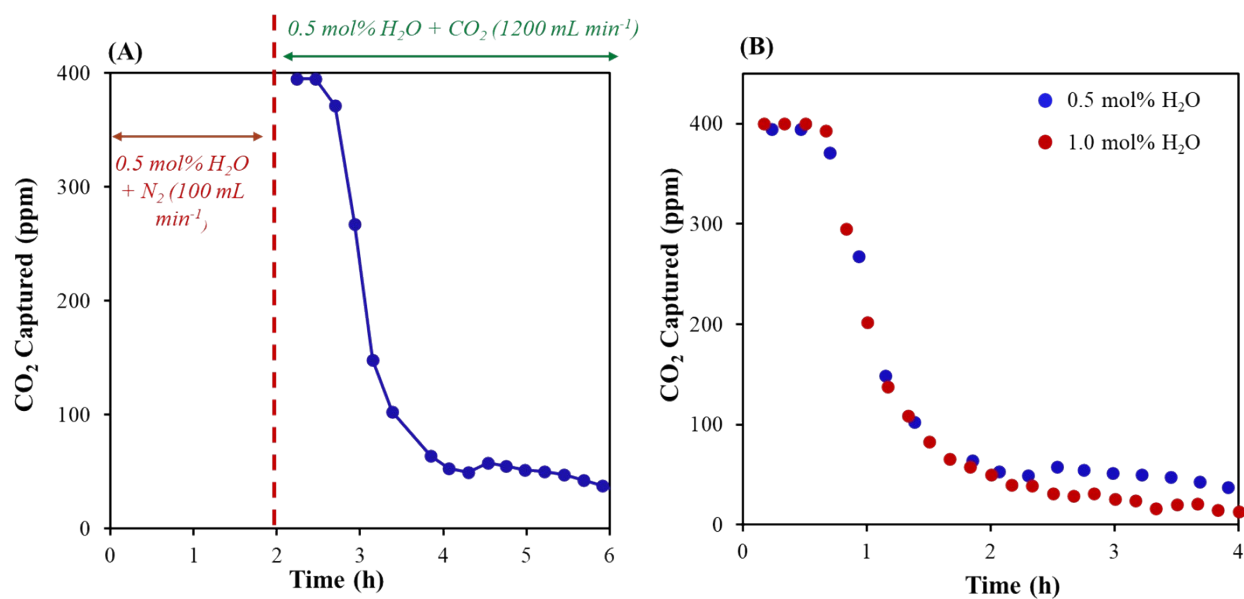 (A)
0.5 mol% H₂O + CO₂ (1200 mL min⁻¹)
400
300
200
100
0
0.5 mol% H₂O
+ N₂ (100 mL
min⁻¹)
CO₂ Captured (ppm)
0 1 2 3 4 5 6
Time (h)
(B)
400
300
200
100
0
0.5 mol% H₂O
1.0 mol% H₂O
CO₂ Captured (ppm)
0 1 2 3 4
Time (h)